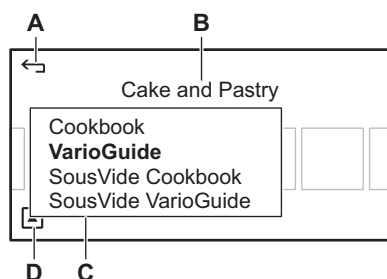 A B
Cake and Pastry
Cookbook
VarioGuide
SousVide Cookbook
SousVide VarioGuide
D C